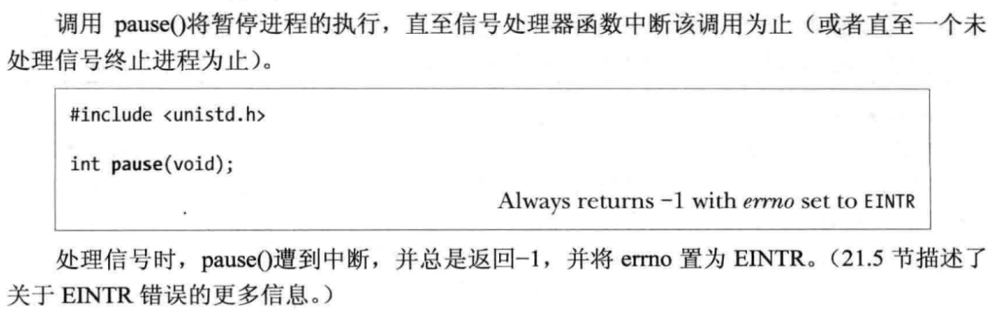 调用 pause()将暂停进程的执行，直至信号处理器函数中断该调用为止（或者直至一个未
处理信号终止进程为止）。
#include <unistd.h>
int pause(void);
Always returns −1 with errno set to EINTR
处理信号时，pause()遭到中断，并总是返回−1，并将 errno 置为 EINTR。（21.5 节描述了
关于 EINTR 错误的更多信息。）